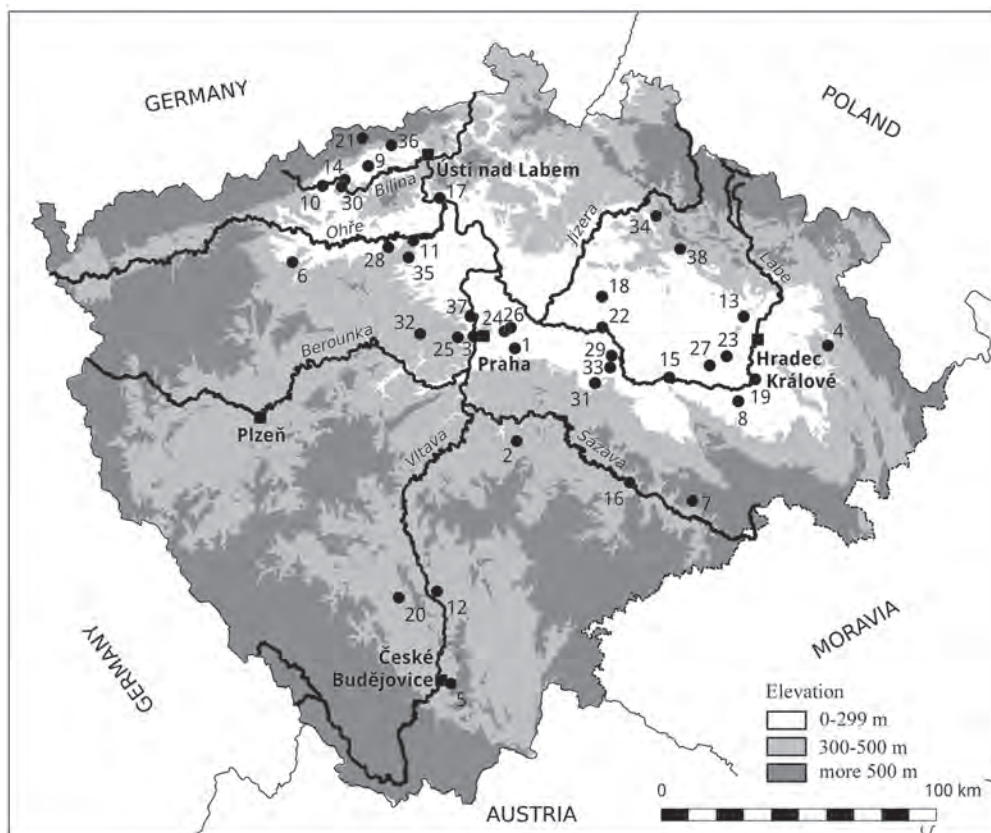 GERMANY
POLAND
21
36
9
14
Ústí nad Labem
10
30
Bílina
17
Ohře
Jizera
34
11
28
35
6
38
Labe
18
37
24
26
13
32
22
4
25
3
1
29
27
23
Hradec
Králové
Berounka
Praha
33
15
19
31
8
Plzeň
Vltava
2
Sázava
16
7
20
12
České
Budějovice
5
GERMANY
MORAVIA
AUSTRIA
Elevation
0-299 m
300-500 m
more 500 m
0
100 km